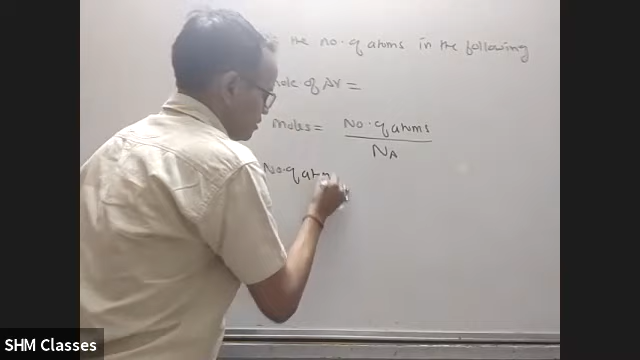 the no. of atoms in the following
mole of Ar =
moles = No. of atoms
NA
No. of atom
SHM Classes